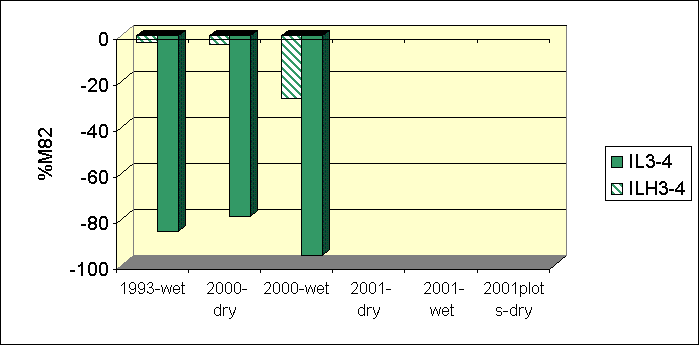 0
-20
-40
-60
-80
-100
%M82
1993-wet
2000-
dry
2000-wet
2001-
dry
2001-
wet
2001plot
s-dry
IL3-4
ILH3-4